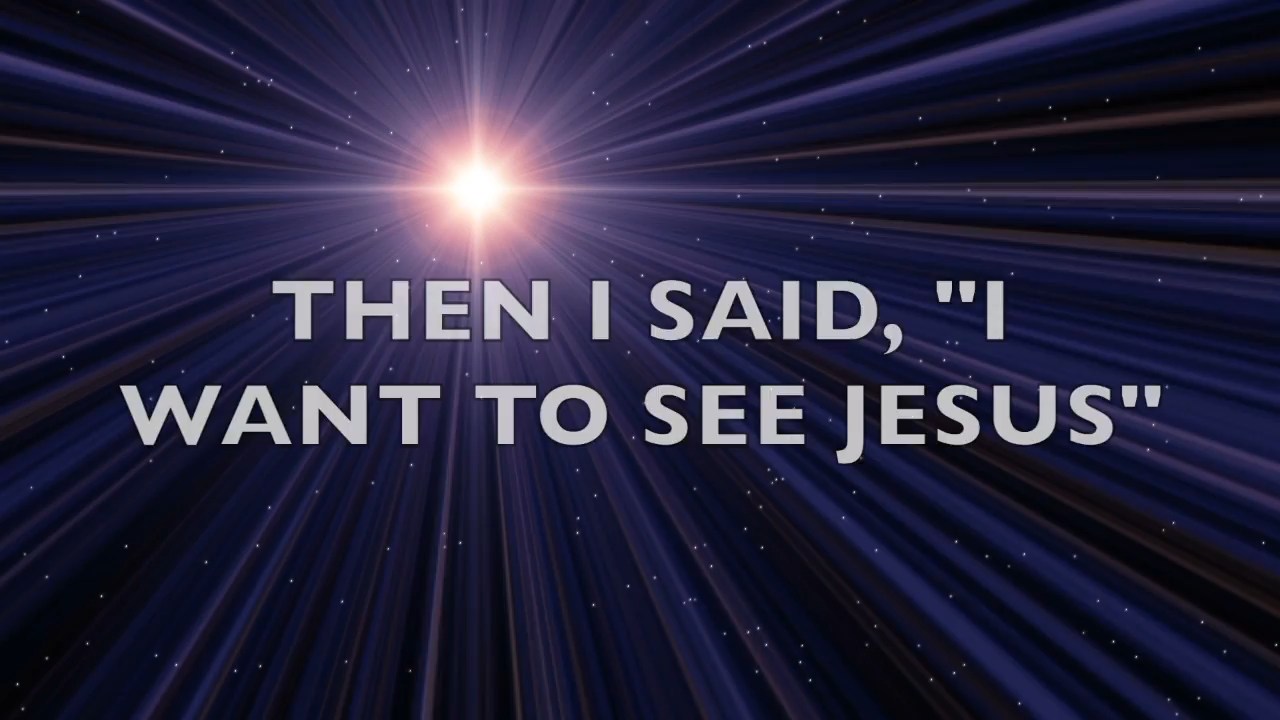 THEN I SAID, "I
WANT TO SEE JESUS"